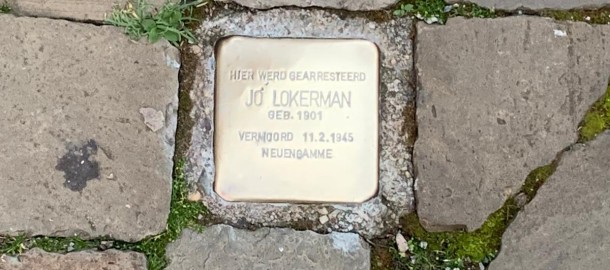 HIER WERD GEARRESTEERD
JO LOKERMAN
GEB. 1901
VERMOORD 11.2.1945
NEUENGAMME